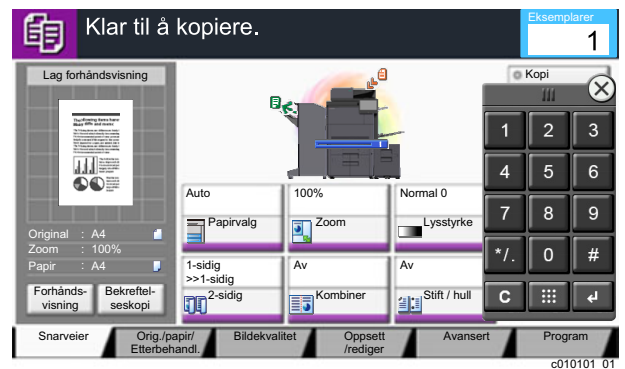 Klar til å kopiere.
Eksemplarer
1
Lag forhåndsvisning
Original : A4
Zoom : 100%
Papir : A4
Forhånds-
visning
Bekreftel-
seskopi
Auto
Papirvalg
100%
Zoom
Normal 0
Lysstyrke
1-sidig
>>1-sidig
2-sidig
Av
Kombiner
Av
Stift / hull
Kopi
1 2 3
4 5 6
7 8 9
*/. 0 #
C
Snarveier
Orig./papir/
Etterbehandl.
Bildekvalitet
Oppsett
/rediger
Avansert
Program
c010101_01